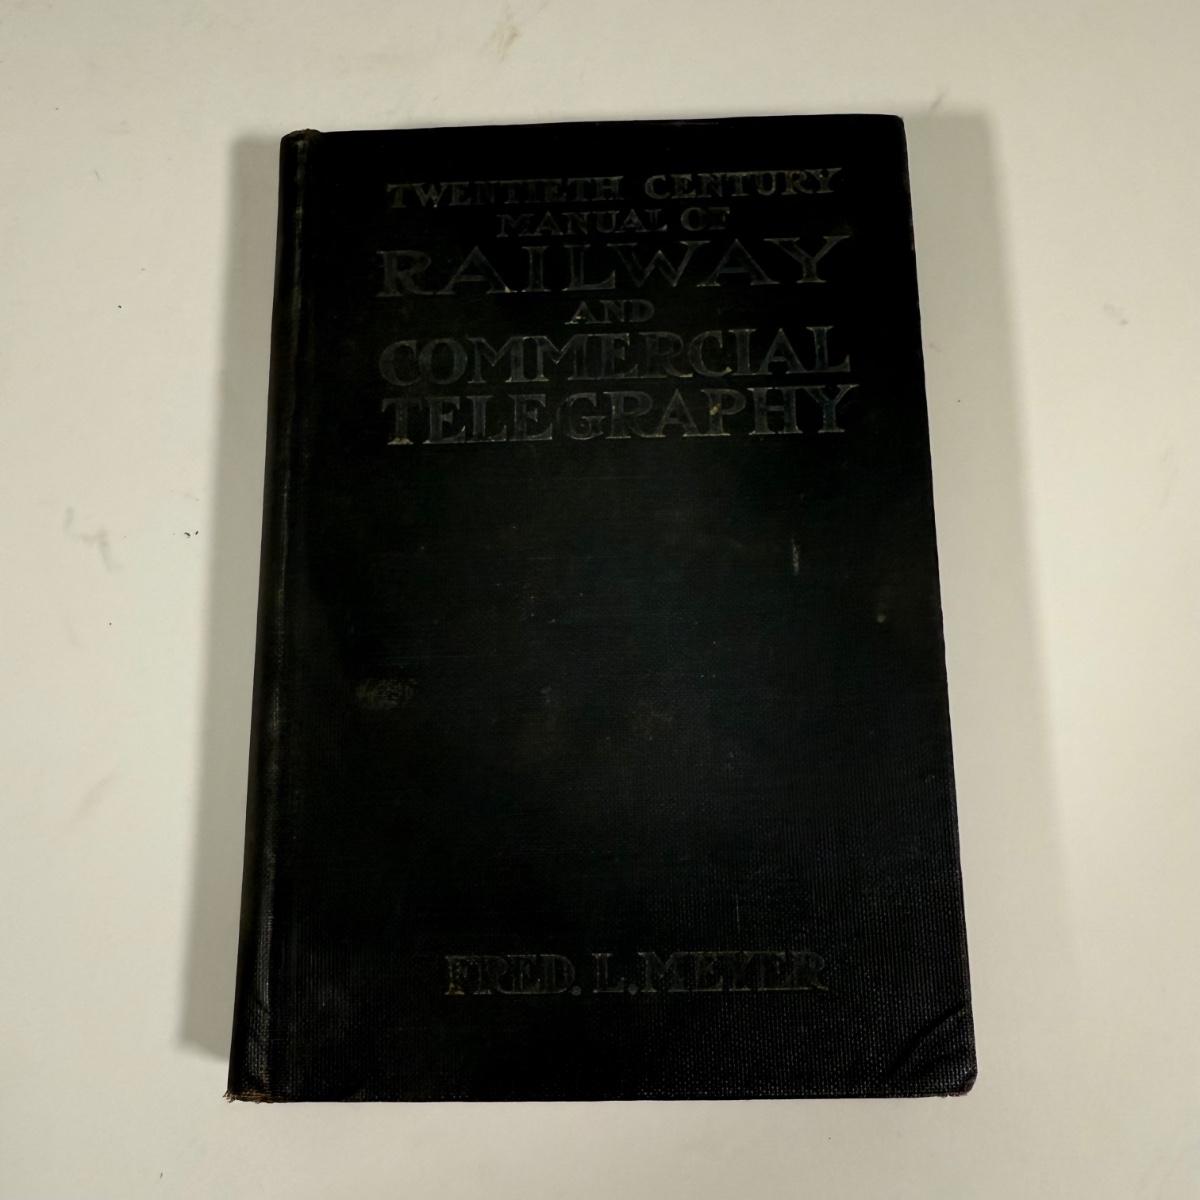 TWENTIETH CENTURY
MANUAL OF
RAILWAY
AND
COMMERCIAL
TELEGRAPHY
FRED. L. MEYER